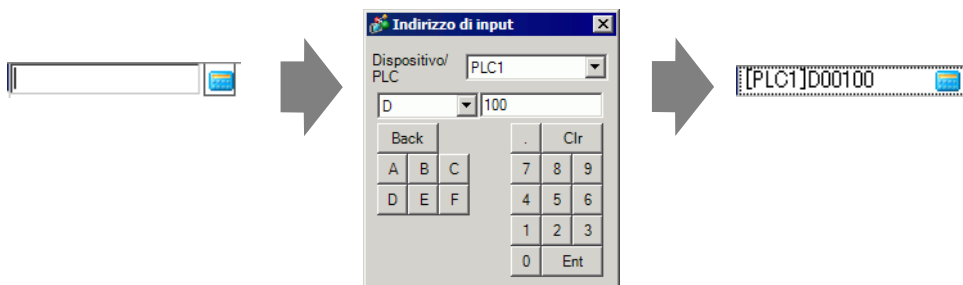 Indirizzo di input
Dispositivo/
PLC
PLC1
D 100
Back . Clr
A B C 7 8 9
D E F 4 5 6
1 2 3
0 Ent
[PLC1]D00100